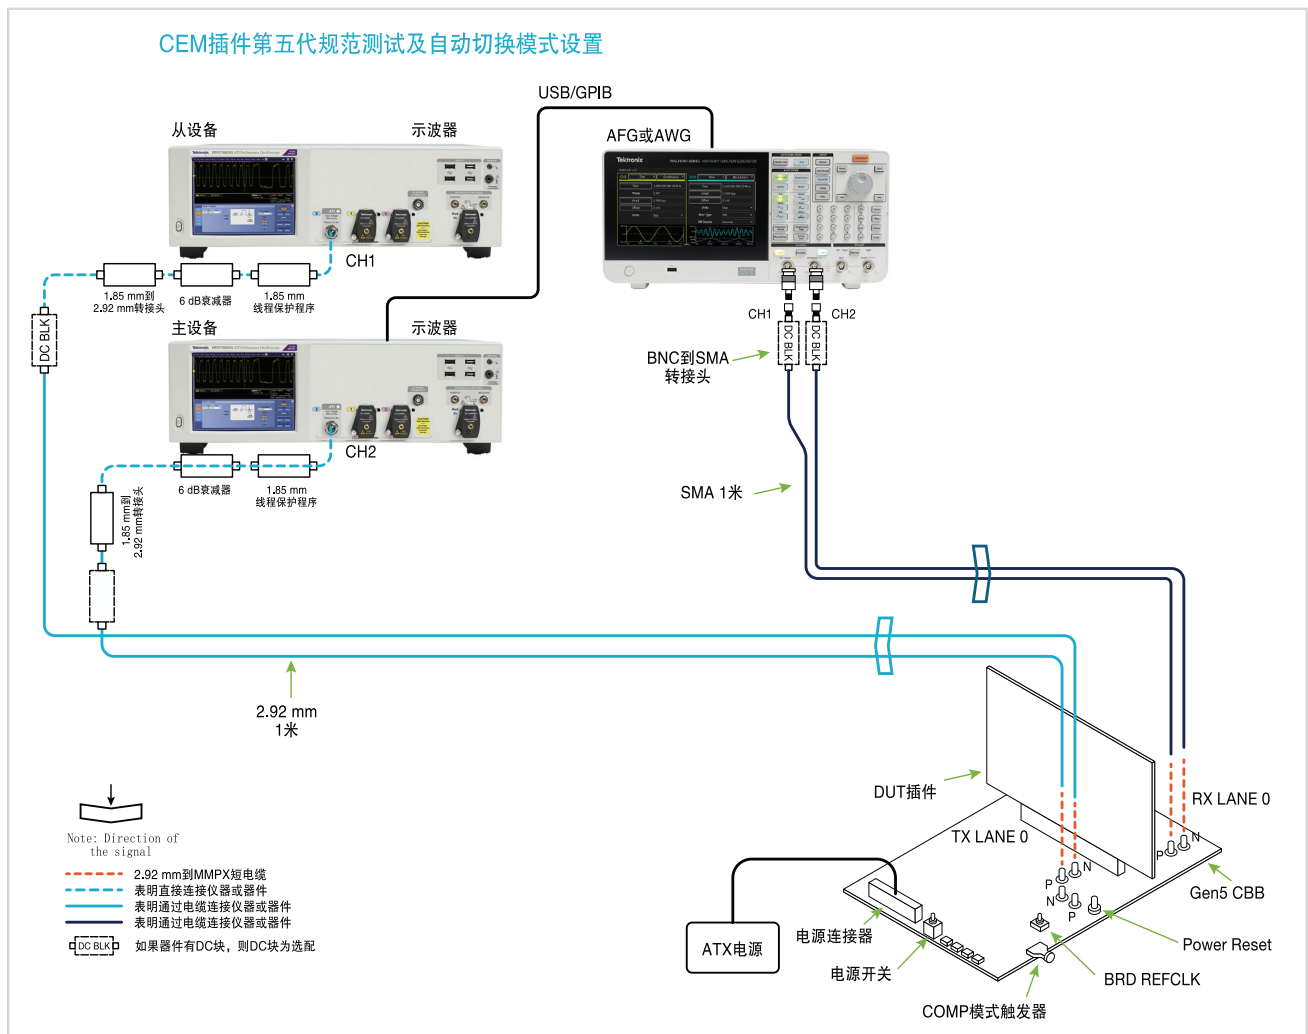 CEM插件第五代规范测试及自动切换模式设置
USB/GPIB
从设备
示波器
AFG或AWG
Tektronix
CH1
1.85 mm到
2.92 mm转接头
6 dB衰减器
1.85 mm
线程保护程序
DC BLK
主设备
示波器
Tektronix
CH2
6 dB衰减器
1.85 mm
线程保护程序
1.85 mm到
2.92 mm转接头
CH1
CH2
DC BLK
DC BLK
BNC到SMA
转接头
SMA 1米
2.92 mm
1米
DUT插件
TX LANE 0
RX LANE 0
P
N
N
P
P
N
Gen5 CBB
Power Reset
BRD REFCLK
COMP模式触发器
电源连接器
电源开关
ATX电源
Note: Direction of
the signal
2.92 mm到MMPX短电缆
表明直接连接仪器或器件
表明通过电缆连接仪器或器件
表明通过电缆连接仪器或器件
DC BLK
如果器件有DC块，则DC块为选配